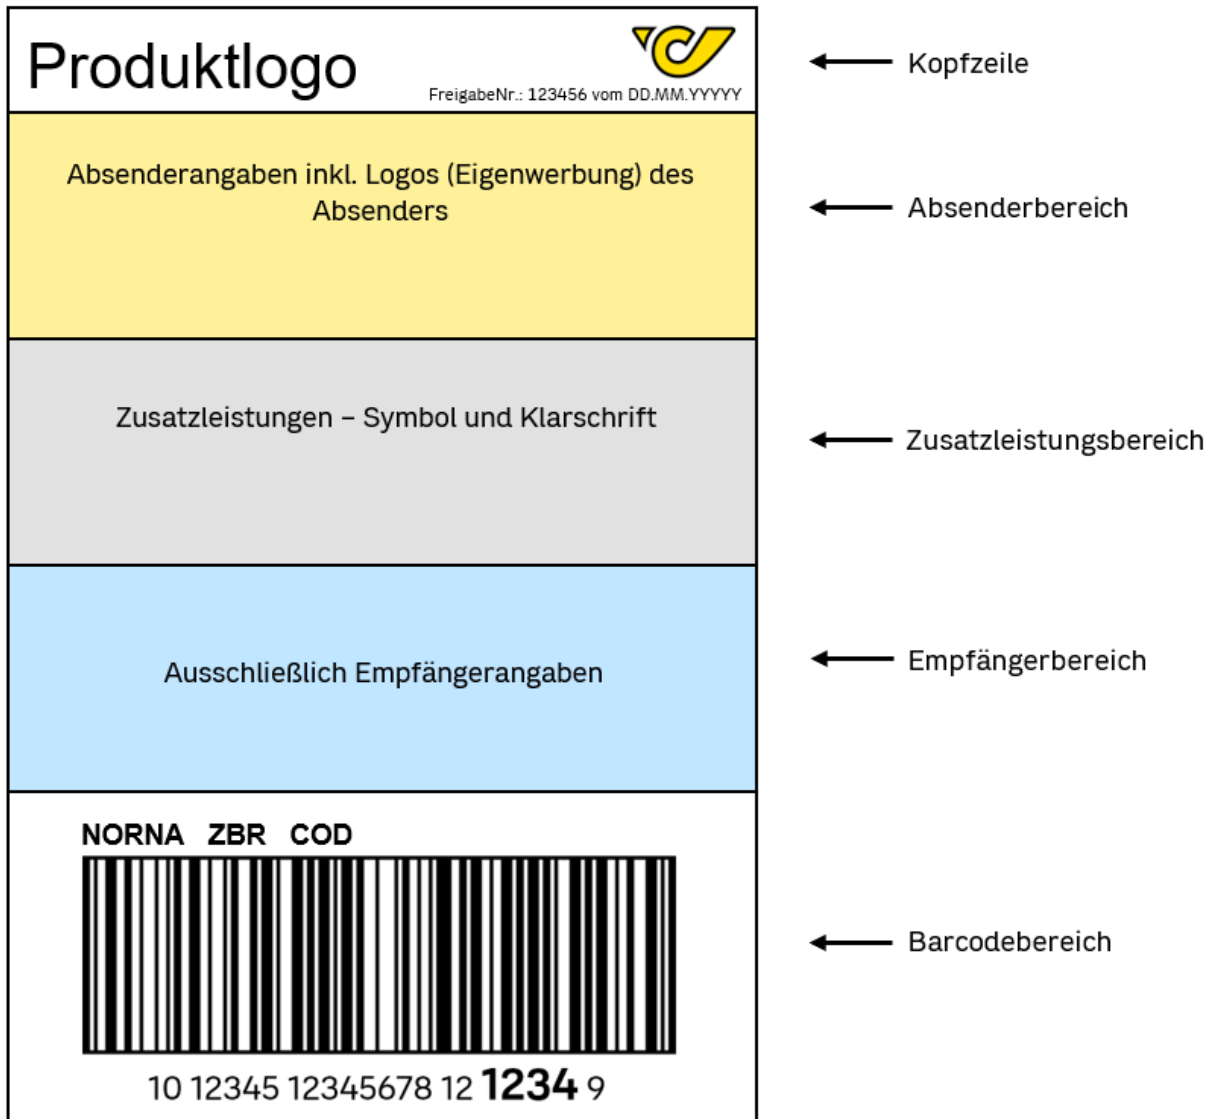 Produktlogo
FreigabeNr.: 123456 vom DD.MM.YYYYY
Kopfzeile
Absenderangaben inkl. Logos (Eigenwerbung) des
Absenders
Absenderbereich
Zusatzleistungen – Symbol und Klarschrift
Zusatzleistungsbereich
Ausschließlich Empfängerangaben
Empfängerbereich
NORNA ZBR COD
Barcodebereich
10 12345 12345678 12 1234 9